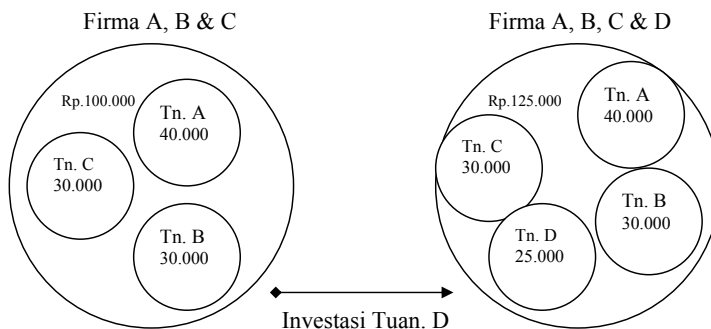 Firma A, B & C
Rp.100.000
Tn. A
40.000
Tn. C
30.000
Tn. B
30.000
Firma A, B, C & D
Rp.125.000
Tn. A
40.000
Tn. C
30.000
Tn. B
30.000
Tn. D
25.000
Investasi Tuan. D